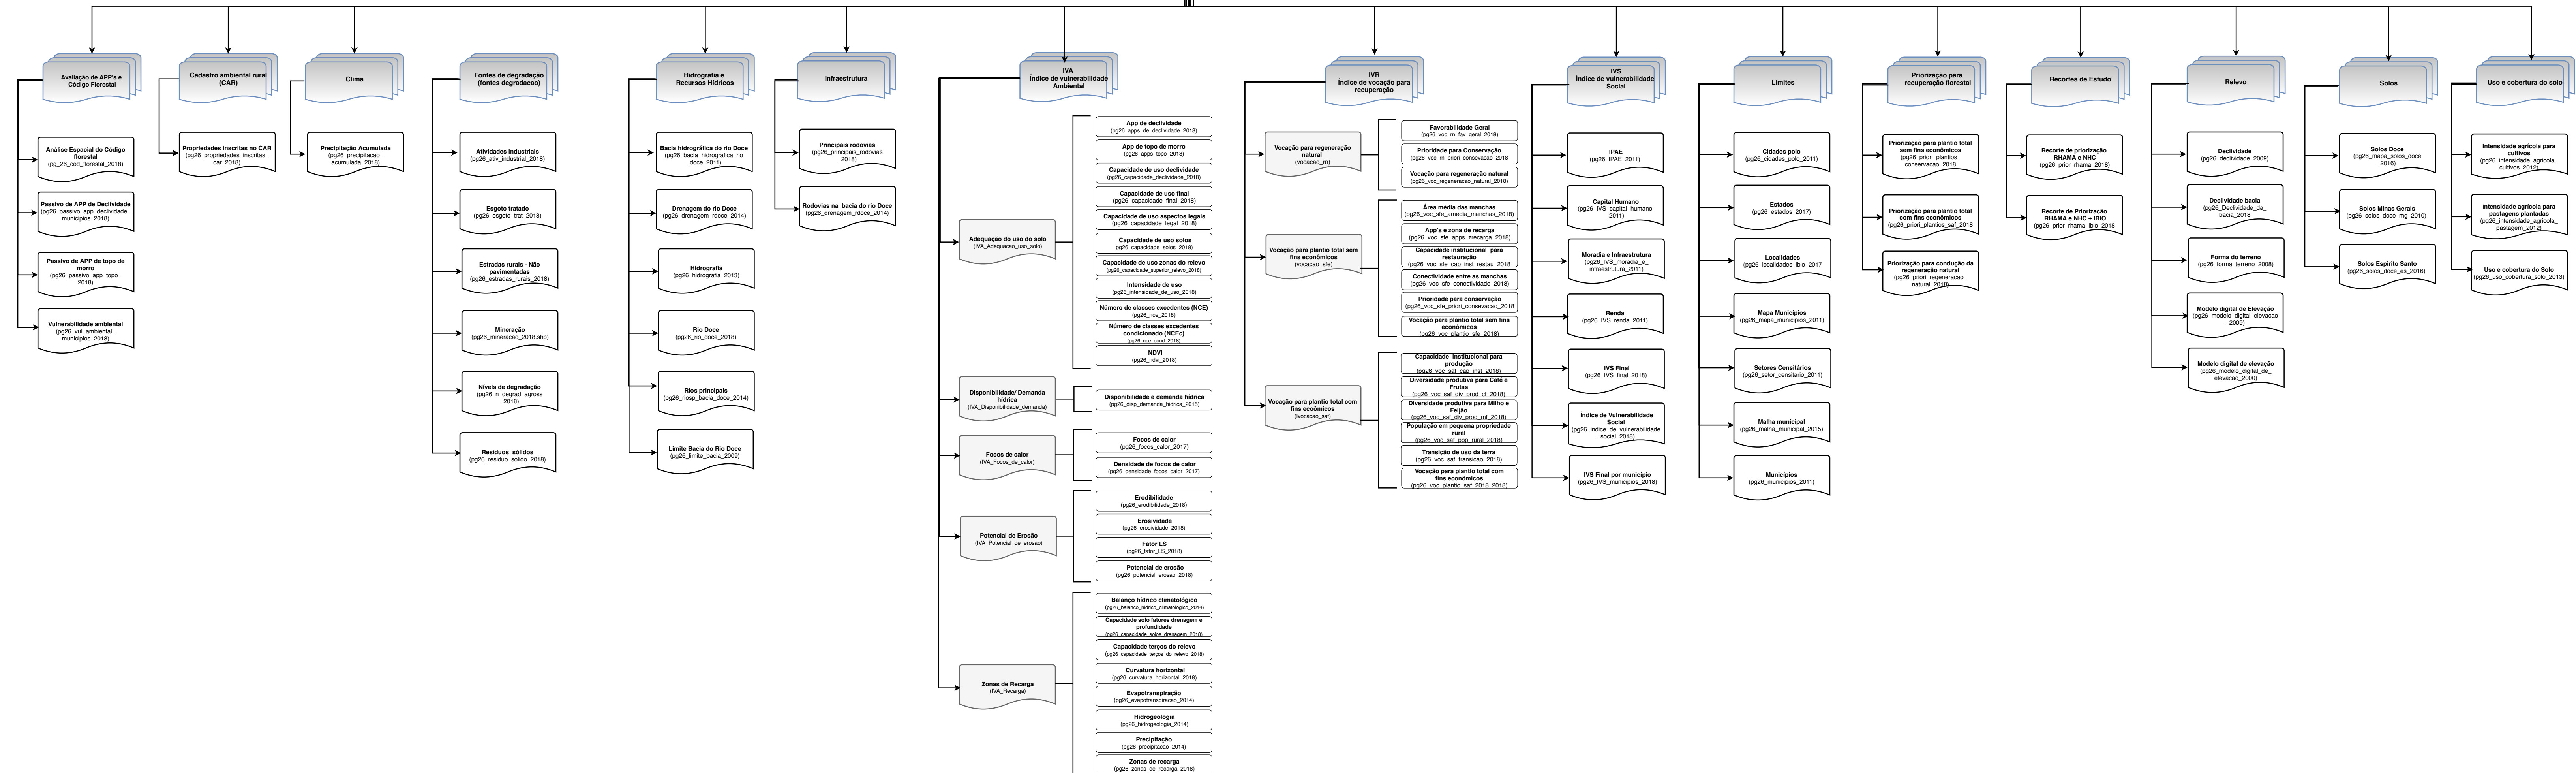 Avaliação de APP's e
Código Florestal
Análise Espacial do Código
florestal
(pg_26_cod_florestal_2018)
Passivo de APP de Declividade
(pg26_passivo_app_declividade_
municipios_2018)
Passivo de APP de topo de
morro
(pg26_passivo_app_topo_
2018)
Vulnerabilidade ambiental
(pg26_vul_ambiental_
municipios_2018)
Cadastro ambiental rural
(CAR)
Propriedades inscritas no CAR
(pg26_propriedades_inscritas_
car_2018)
Clima
Precipitação Acumulada
(pg26_precipitacao_
acumulada_2018)
Fontes de degradação
(fontes degradacao)
Atividades industriais
(pg26_ativ_industrial_2018)
Esgoto tratado
(pg26_esgoto_trat_2018)
Estradas rurais - Não
pavimentadas
(pg26_estradas_rurais_2018)
Mineração
(pg26_mineracao_2018.shp)
Níveis de degradação
(pg26_n_degrad_agross
_2018)
Resíduos sólidos
(pg26_residuo_solido_2018)
Hidrografia e
Recursos Hídricos
Bacia hidrográfica do rio Doce
(pg26_bacia_hidrografica_rio
_doce_2011)
Drenagem do rio Doce
(pg26_drenagem_rdoce_2014)
Hidrografia
(pg26_hidrografia_2013)
Rio Doce
(pg26_rio_doce_2018)
Rios principais
(pg26_riosp_bacia_doce_2014)
Limite Bacia do Rio Doce
(pg26_limite_bacia_2009)
Infraestrutura
Principais rodovias
(pg26_principais_rodovias
_2018)
Rodovias na bacia do rio Doce
(pg26_drenagem_rdoce_2014)
IVA
Índice de vulnerabilidade
Ambiental
Adequação do uso do solo
(IVA_Adequacao_uso_solo)
App de declividade
(pg26_apps_de_declividade_2018)
App de topo de morro
(pg26_apps_topo_2018)
Capacidade de uso declividade
(pg26_capacidade_declividade_2018)
Capacidade de uso final
(pg26_capacidade_final_2018)
Capacidade de uso aspectos legais
(pg26_capacidade_legal_2018)
Capacidade de uso solos
(pg26_capacidade_solos_2018)
Capacidade de uso zonas do relevo
(pg26_capacidade_superior_relevo_2018)
Intensidade de uso
(pg26_intensidade_de_uso_2018)
Número de classes excedentes (NCE)
(pg26_nce_2018)
Número de classes excedentes
condicionado (NCEc)
(pg26_nce_cond_2018)
NDVI
(pg26_ndvi_2018)
Disponibilidade/ Demanda
hídrica
(IVA_Disponibilidade_demanda)
Disponibilidade e demanda hídrica
(pg26_disp_demanda_hidrica_2015)
Focos de calor
(IVA_Focos_de_calor)
Focos de calor
(pg26_focos_calor_2017)
Densidade de focos de calor
(pg26_densidade_focos_calor_2017)
Potencial de Erosão
(IVA_Potencial_de_erosao)
Erodibilidade
(pg26_erodibilidade_2018)
Erosividade
(pg26_erosividade_2018)
Fator LS
(pg26_fator_LS_2018)
Potencial de erosão
(pg26_potencial_erosao_2018)
Zonas de Recarga
(IVA_Recarga)
Balanço hídrico climatológico
(pg26_balanco_hidrico_climatologico_2014)
Capacidade solo fatores drenagem e
profundidade
(pg26_capacidade_solos_drenagem_2018)
Capacidade terços do relevo
(pg26_capacidade_terços_do_relevo_2018)
Curvatura horizontal
(pg26_curvatura_horizontal_2018)
Evapotranspiração
(pg26_evapotranspiracao_2014)
Hidrogeologia
(pg26_hidrogeologia_2014)
Precipitação
(pg26_precipitacao_2014)
Zonas de recarga
(pg26_zonas_de_recarga_2018)
IVR
Índice de vocação para
recuperação
Vocação para regeneração
natural
(vocacao_rn)
Favorabilidade Geral
(pg26_voc_rn_fav_geral_2018)
Prioridade para Conservação
(pg26_voc_rn_priori_consevacao_2018
Vocação para regeneração natural
(pg26_voc_regeneracao_natural_2018)
Vocação para plantio total sem
fins econômicos
(vocacao_sfe)
Área média das manchas
(pg26_voc_sfe_amedia_manchas_2018)
App's e zona de recarga
(pg26_voc_sfe_apps_zrecarga_2018)
Capacidade institucional para
restauração
(pg26_voc_sfe_cap_inst_restau_2018
Conectividade entre as manchas
(pg26_voc_sfe_conectividade_2018)
Prioridade para conservação
(pg26_voc_sfe_priori_consevacao_2018
Vocação para plantio total sem fins
econômicos
(pg26_voc_plantio_sfe_2018)
Vocação para plantio total com
fins ecoômicos
(Ivocacao_saf)
Capacidade institucional para
produção
(pg26_voc_saf_cap_inst_2018)
Diversidade produtiva para Café e
Frutas
(pg26_voc_saf_div_prod_cf_2018)
Diversidade produtiva para Milho e
Feijão
(pg26_voc_saf_div_prod_mf_2018)
População em pequena propriedade
rural
(pg26_voc_saf_pop_rural_2018)
Transição de uso da terra
(pg26_voc_saf_transicao_2018)
Vocação para plantio total com
fins econômicos
(pg26_voc_plantio_saf_2018_2018)
IVS
Índice de vulnerabilidade
Social
IPAE
(pg26_IPAE_2011)
Capital Humano
(pg26_IVS_capital_humano
_2011)
Moradia e Infraestrutura
(pg26_IVS_moradia_e_
infraestrutura_2011)
Renda
(pg26_IVS_renda_2011)
IVS Final
(pg26_IVS_final_2018)
Índice de Vulnerabilidade
Social
(pg26_indice_de_vulnerabilidade
_social_2018)
IVS Final por município
(pg26_IVS_municipios_2018)
Limites
Cidades polo
(pg26_cidades_polo_2011)
Estados
(pg26_estados_2017)
Localidades
(pg26_localidades_ibio_2017
Mapa Municípios
(pg26_mapa_municipios_2011)
Setores Censitários
(pg26_setor_censitario_2011)
Malha municipal
(pg26_malha_municipal_2015)
Municípios
(pg26_municipios_2011)
Priorização para
recuperação florestal
Priorização para plantio total
sem fins econômicos
(pg26_priori_plantios_
conservacao_2018
Priorização para plantio total
com fins econômicos
(pg26_priori_plantios_saf_2018
Priorização para condução da
regeneração natural
(pg26_priori_regeneracao_
natural_2018)
Recortes de Estudo
Recorte de priorização
RHAMA e NHC
(pg26_prior_rhama_2018)
Recorte de Priorização
RHAMA e NHC + IBIO
(pg26_prior_rhama_ibio_2018
Relevo
Declividade
(pg26_declividade_2009)
Declividade bacia
(pg26_Declividade_da_
bacia_2018
Forma do terreno
(pg26_forma_terreno_2008)
Modelo digital de Elevação
(pg26_modelo_digital_elevacao
_2009)
Modelo digital de elevação
(pg26_modelo_digital_de_
elevacao_2000)
Solos
Solos Doce
(pg26_mapa_solos_doce
_2016)
Solos Minas Gerais
(pg26_solos_doce_mg_2010)
Solos Espírito Santo
(pg26_solos_doce_es_2016)
Uso e cobertura do solo
Intensidade agrícola para
cultivos
(pg26_intensidade_agricola_
cultivos_2012)
intensidade agrícola para
pastagens plantadas
(pg26_intensidade_agricola_
pastagem_2012)
Uso e cobertura do Solo
(pg26_uso_cobertura_solo_2013)